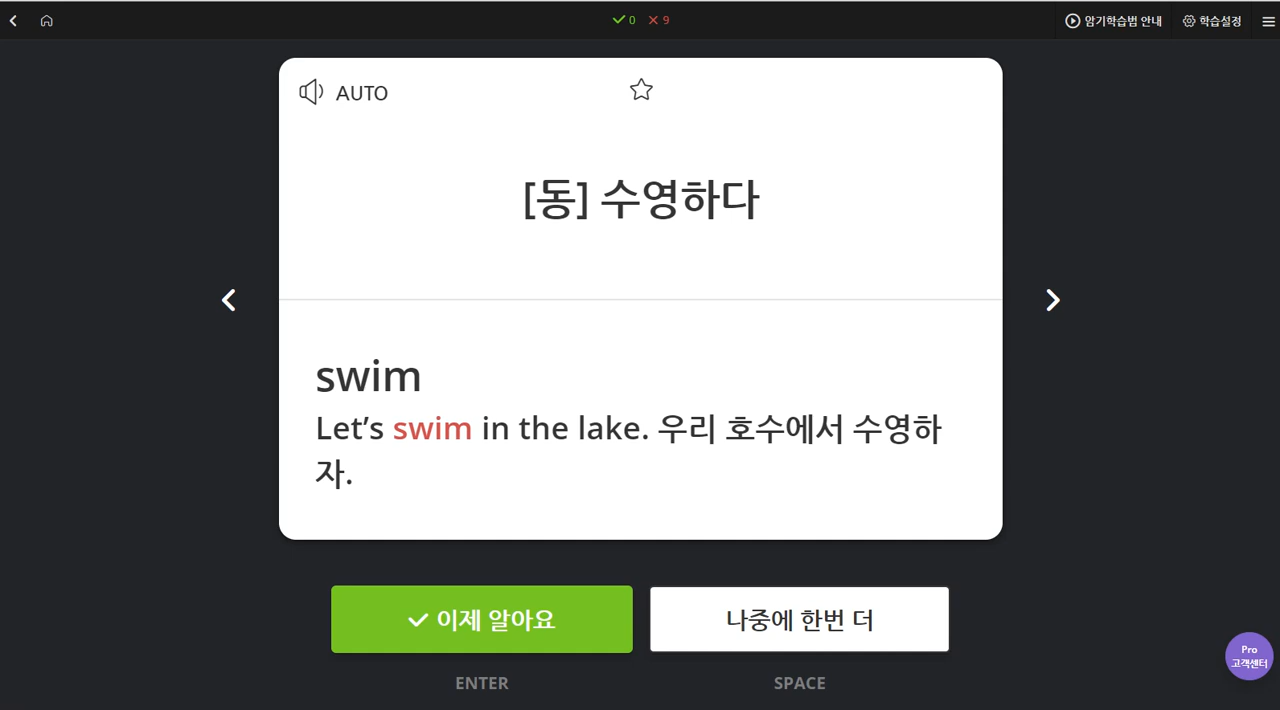 0 9 암기학습법 안내 학습설정
AUTO
[동] 수영하다
swim
Let’s swim in the lake. 우리 호수에서 수영하
자.
이제 알아요 나중에 한번 더
Pro
고객센터
ENTER SPACE